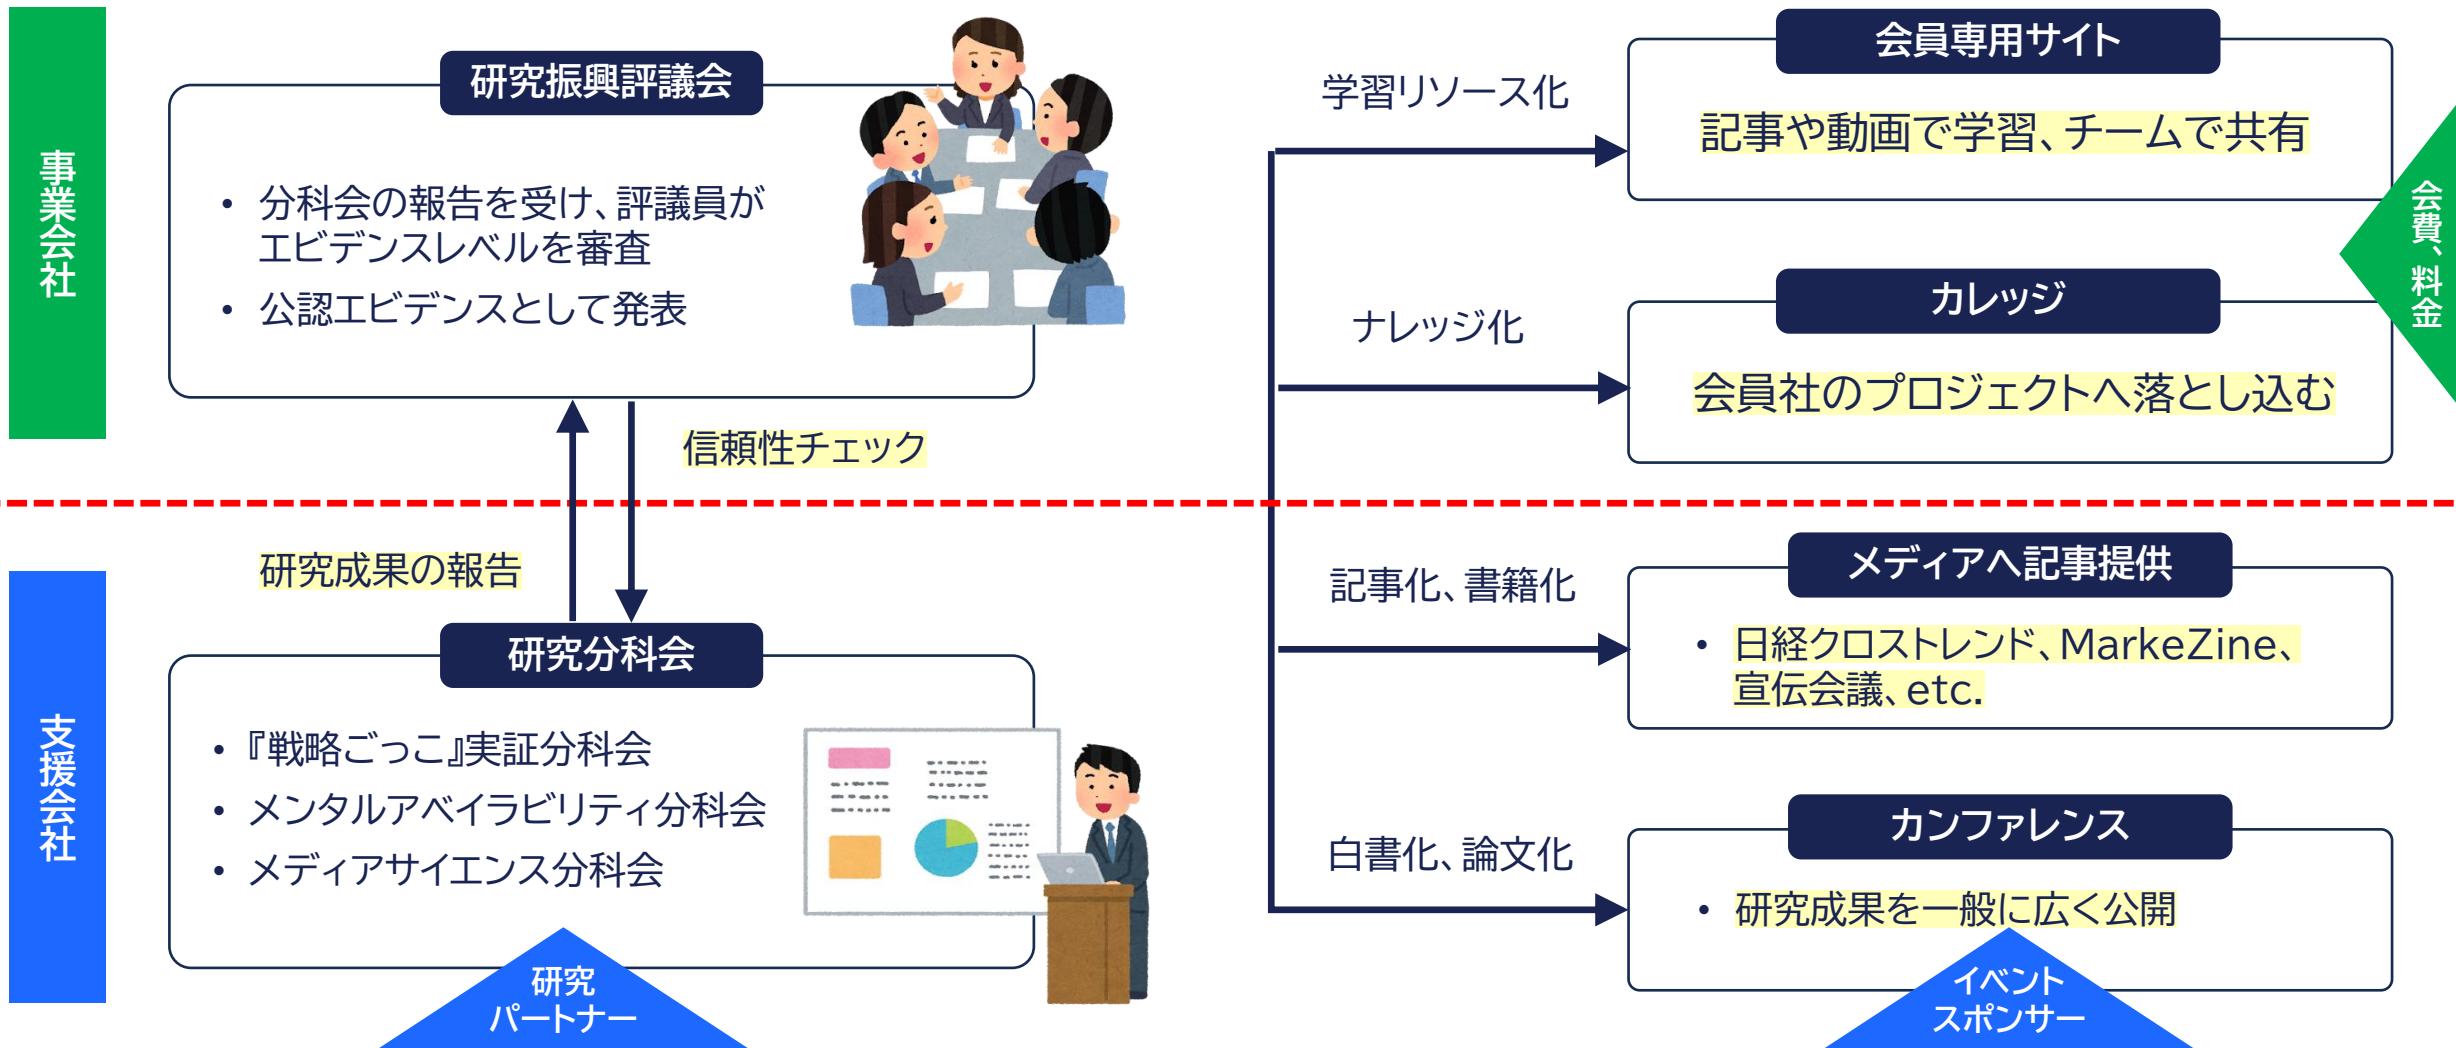 事業会社
研究振興評議会
• 分科会の報告を受け、評議員が
エビデンスレベルを審査
• 公認エビデンスとして発表
信頼性チェック
研究成果の報告
支援会社
研究分科会
• 『戦略ごっこ』実証分科会
• メンタルアベイラビリティ分科会
• メディアサイエンス分科会
研究
パートナー
学習リソース化
会員専用サイト
記事や動画で学習、チームで共有
会費、料金
ナレッジ化
カレッジ
会員社のプロジェクトへ落とし込む
記事化、書籍化
メディアへ記事提供
• 日経クロストレンド、MarkeZine、
宣伝会議、etc.
白書化、論文化
カンファレンス
• 研究成果を一般に広く公開
イベント
スポンサー